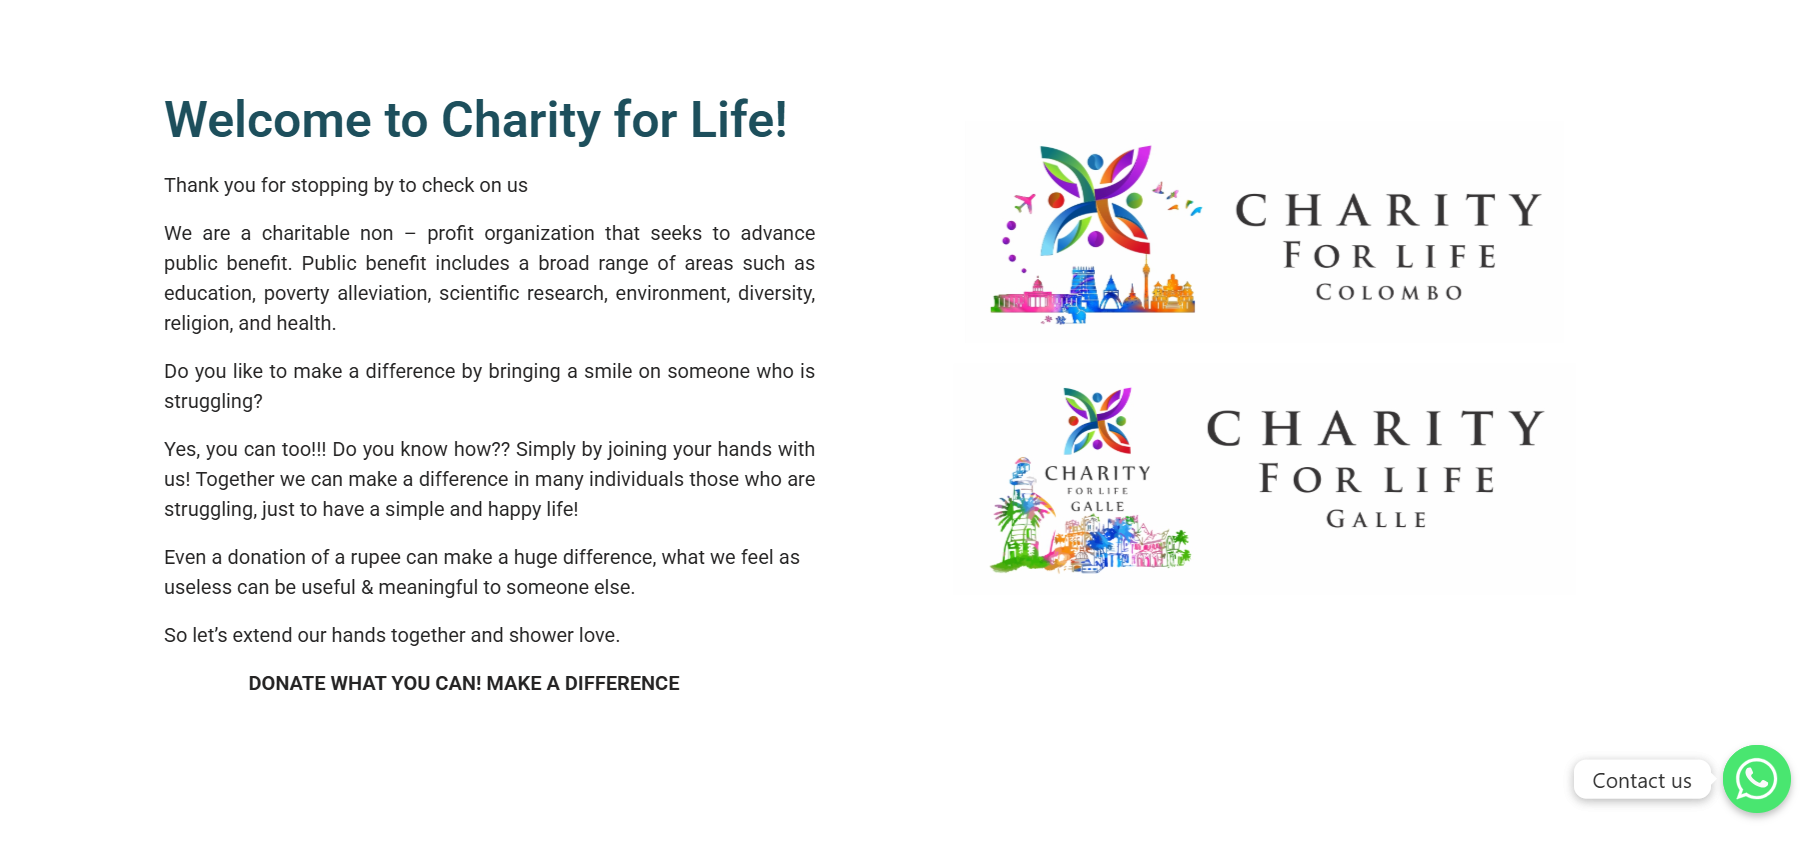 Welcome to Charity for Life!
Thank you for stopping by to check on us
We are a charitable non – profit organization that seeks to advance
public benefit. Public benefit includes a broad range of areas such as
education, poverty alleviation, scientific research, environment, diversity,
religion, and health.
Do you like to make a difference by bringing a smile on someone who is
struggling?
Yes, you can too!!! Do you know how?? Simply by joining your hands with
us! Together we can make a difference in many individuals those who are
struggling, just to have a simple and happy life!
Even a donation of a rupee can make a huge difference, what we feel as
useless can be useful & meaningful to someone else.
So let’s extend our hands together and shower love.
DONATE WHAT YOU CAN! MAKE A DIFFERENCE
CHARITY
FOR LIFE
COLOMBO
CHARITY
FOR LIFE
GALLE
CHARITY
FOR LIFE
GALLE
Contact us